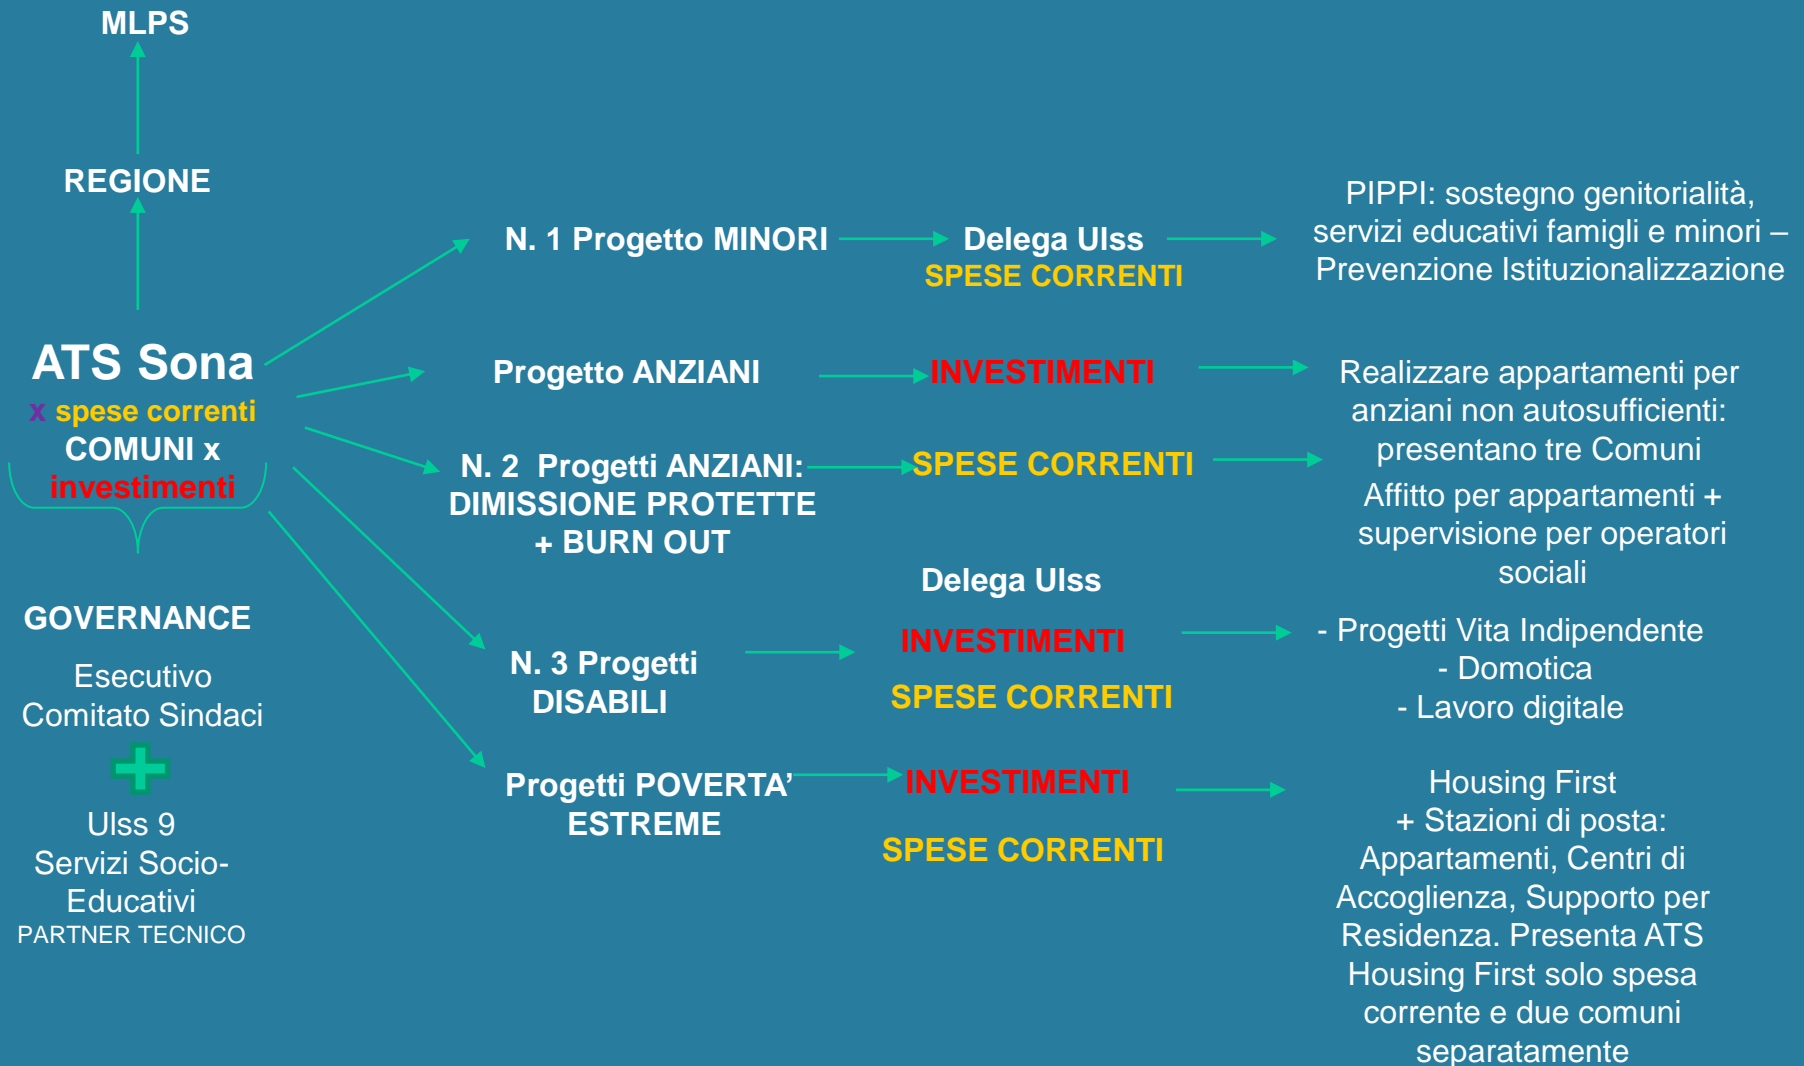 MLPS
REGIONE
ATS Sona
x spese correnti
COMUNI x
investimenti
GOVERNANCE
Esecutivo
Comitato Sindaci
Ulss 9
Servizi Socio-
Educativi
PARTNER TECNICO
N. 1 Progetto MINORI
Delega Ulss
SPESE CORRENTI
PIPPI: sostegno genitorialità,
servizi educativi famigli e minori –
Prevenzione Istituzionalizzazione
Progetto ANZIANI
INVESTIMENTI
Realizzare appartamenti per
anziani non autosufficienti:
presentano tre Comuni
N. 2 Progetti ANZIANI:
DIMISSIONE PROTETTE
+ BURN OUT
SPESE CORRENTI
Affitto per appartamenti +
supervisione per operatori
sociali
N. 3 Progetti
DISABILI
Delega Ulss
INVESTIMENTI
SPESE CORRENTI
- Progetti Vita Indipendente
- Domotica
- Lavoro digitale
Progetti POVERTA’
ESTREME
INVESTIMENTI
SPESE CORRENTI
Housing First
+ Stazioni di posta:
Appartamenti, Centri di
Accoglienza, Supporto per
Residenza. Presenta ATS
Housing First solo spesa
corrente e due comuni
separatamente